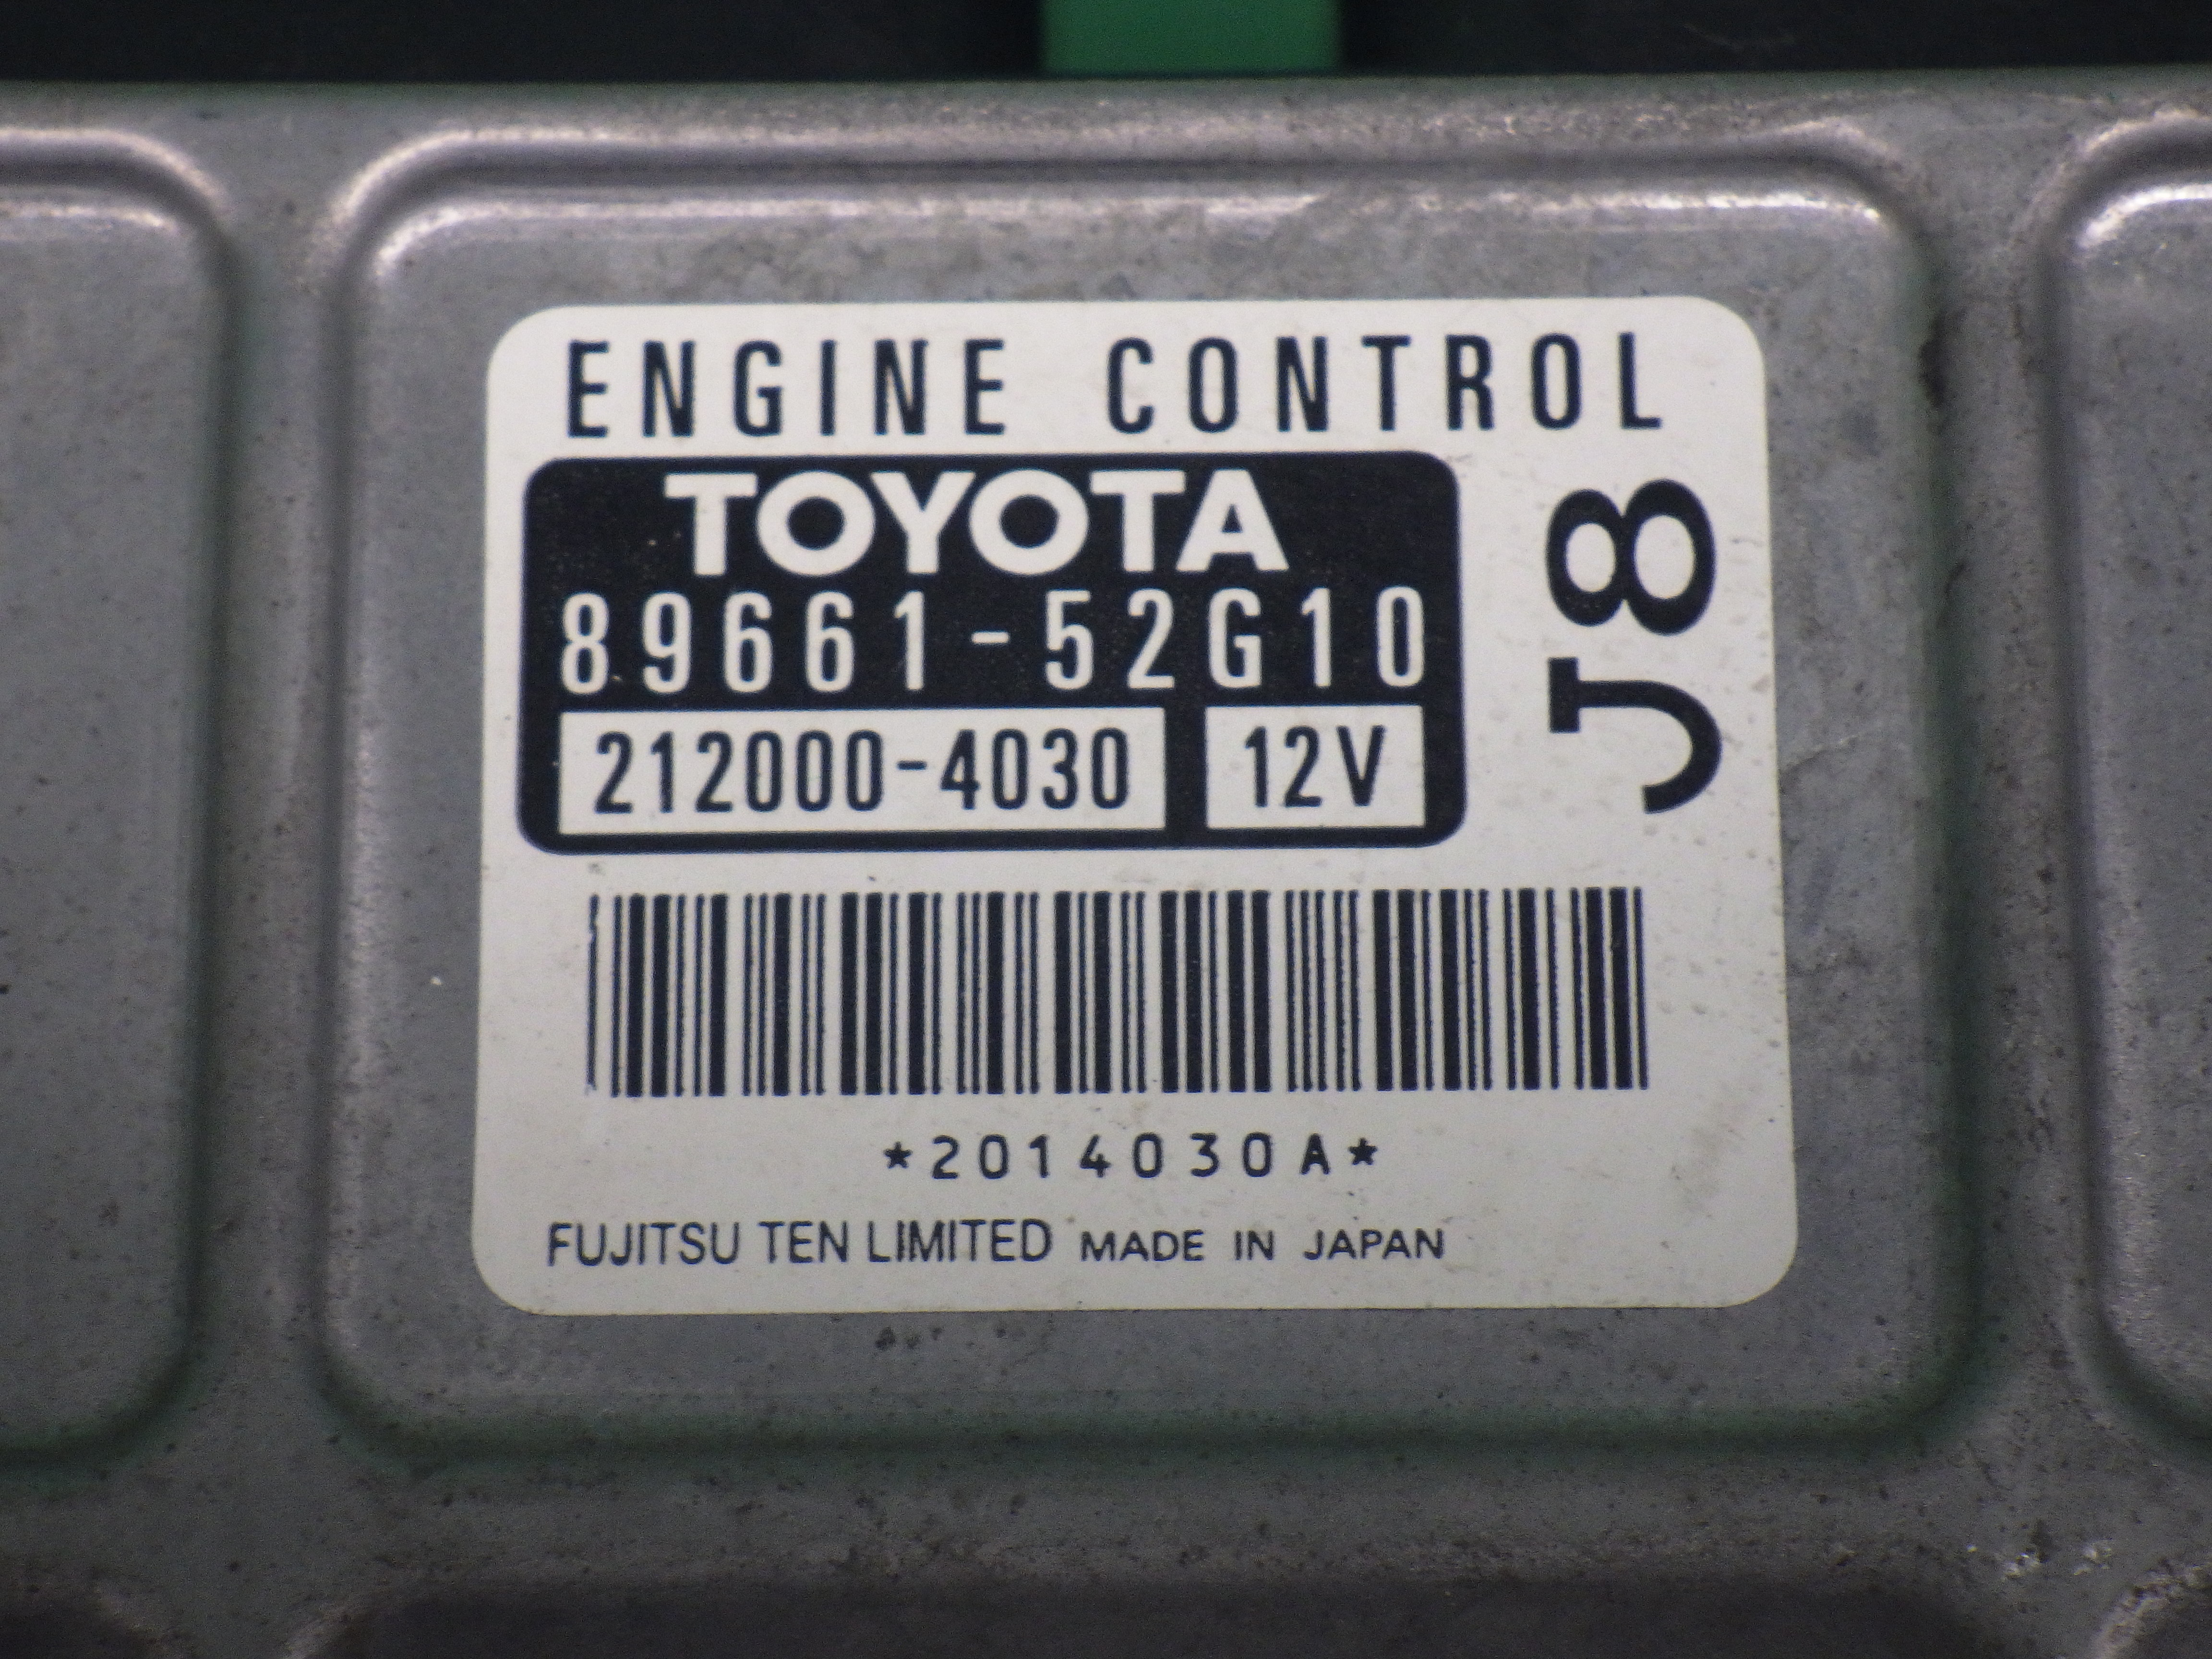 ENGINE CONTROL
TOYOTA
89661-52G10
212000-4030 12V
J8
*2014030A*
FUJITSU TEN LIMITED MADE IN JAPAN